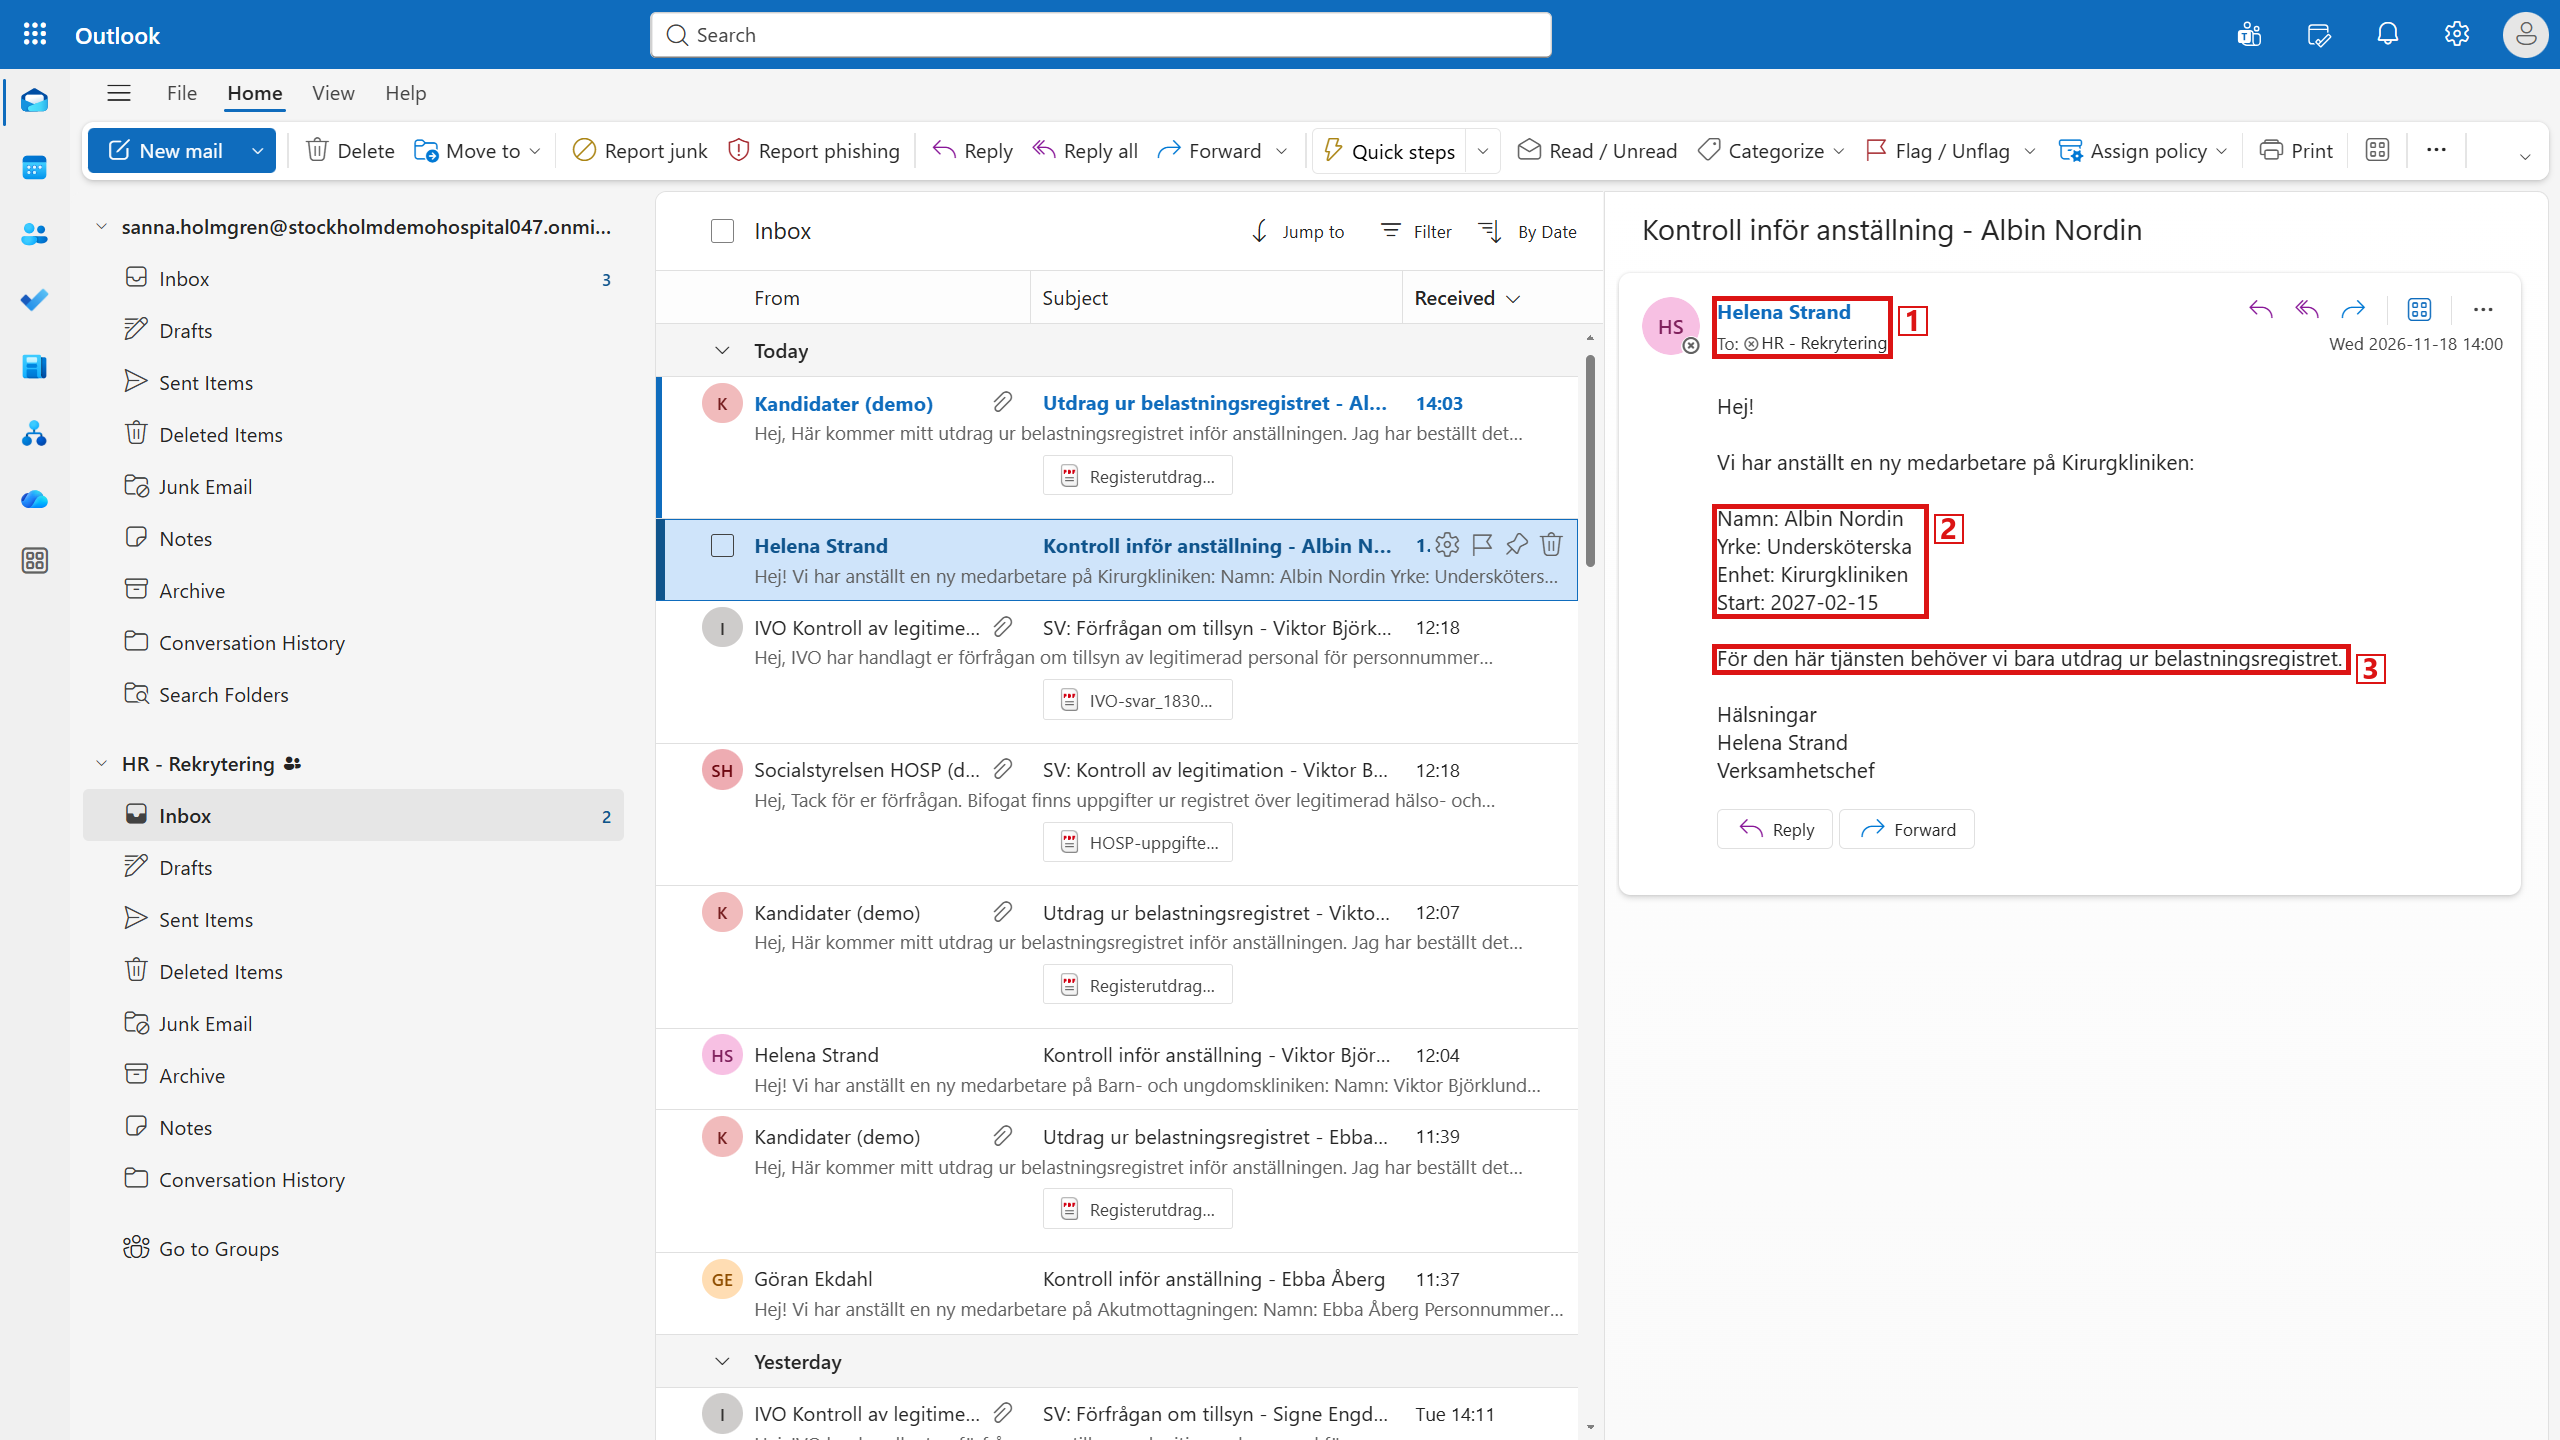 Outlook
Search
File Home View Help
New mail Delete Move to Report junk Report phishing Reply Reply all Forward Quick steps Read / Unread Categorize Flag / Unflag Assign policy Print
sanna.holmgren@stockholmdemohospital047.onmi...
Inbox 3
Drafts
Sent Items
Deleted Items
Junk Email
Notes
Archive
Conversation History
Search Folders
HR - Rekrytering
Inbox 2
Drafts
Sent Items
Deleted Items
Junk Email
Archive
Notes
Conversation History
Go to Groups
Inbox Jump to Filter By Date
From Subject Received
Today
K Kandidater (demo) Utdrag ur belastningsregistret - Al... 14:03
Hej, Här kommer mitt utdrag ur belastningsregistret inför anställningen. Jag har beställt det...
PDF Registerutdrag...
Helena Strand Kontroll inför anställning - Albin N... 1.
Hej! Vi har anställt en ny medarbetare på Kirurgkliniken: Namn: Albin Nordin Yrke: Underskötersk...
I IVO Kontroll av legitime... SV: Förfrågan om tillsyn - Viktor Björk... 12:18
Hej, IVO har handlagt er förfrågan om tillsyn av legitimerad personal för personnummer...
PDF IVO-svar_1830...
SH Socialstyrelsen HOSP (d... SV: Kontroll av legitimation - Viktor B... 12:18
Hej, Tack för er förfrågan. Bifogat finns uppgifter ur registret över legitimerad hälso- och...
PDF HOSP-uppgifte...
K Kandidater (demo) Utdrag ur belastningsregistret - Vikto... 12:07
Hej, Här kommer mitt utdrag ur belastningsregistret inför anställningen. Jag har beställt det...
PDF Registerutdrag...
HS Helena Strand Kontroll inför anställning - Viktor Björ... 12:04
Hej! Vi har anställt en ny medarbetare på Barn- och ungdomskliniken: Namn: Viktor Björklund...
K Kandidater (demo) Utdrag ur belastningsregistret - Ebba... 11:39
Hej, Här kommer mitt utdrag ur belastningsregistret inför anställningen. Jag har beställt det...
PDF Registerutdrag...
GE Göran Ekdahl Kontroll inför anställning - Ebba Åberg 11:37
Hej! Vi har anställt en ny medarbetare på Akutmottagningen: Namn: Ebba Åberg Personnummer...
Yesterday
I IVO Kontroll av legitime... SV: Förfrågan om tillsyn - Signe Engd... Tue 14:11
Kontroll inför anställning - Albin Nordin
HS Helena Strand 1
To: HR - Rekrytering Wed 2026-11-18 14:00
Hej!
Vi har anställt en ny medarbetare på Kirurgkliniken:
Namn: Albin Nordin 2
Yrke: Undersköterska
Enhet: Kirurgkliniken
Start: 2027-02-15
För den här tjänsten behöver vi bara utdrag ur belastningsregistret. 3
Hälsningar
Helena Strand
Verksamhetschef
Reply Forward